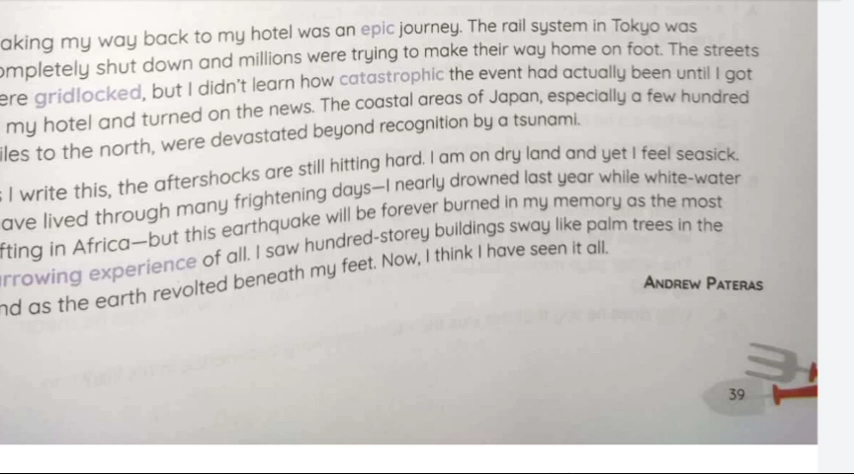 aking my way back to my hotel was an epic journey. The rail system in Tokyo was
ompletely shut down and millions were trying to make their way home on foot. The streets
ere gridlocked, but I didn't learn how catastrophic the event had actually been until I got
my hotel and turned on the news. The coastal areas of Japan, especially a few hundred
iles to the north, were devastated beyond recognition by a tsunami.
s I write this, the aftershocks are still hitting hard. I am on dry land and yet I feel seasick.
ave lived through many frightening days—I nearly drowned last year while white-water
fting in Africa—but this earthquake will be forever burned in my memory as the most
rrowing experience of all. I saw hundred-storey buildings sway like palm trees in the
nd as the earth revolted beneath my feet. Now, I think I have seen it all.
ANDREW PATERAS
39